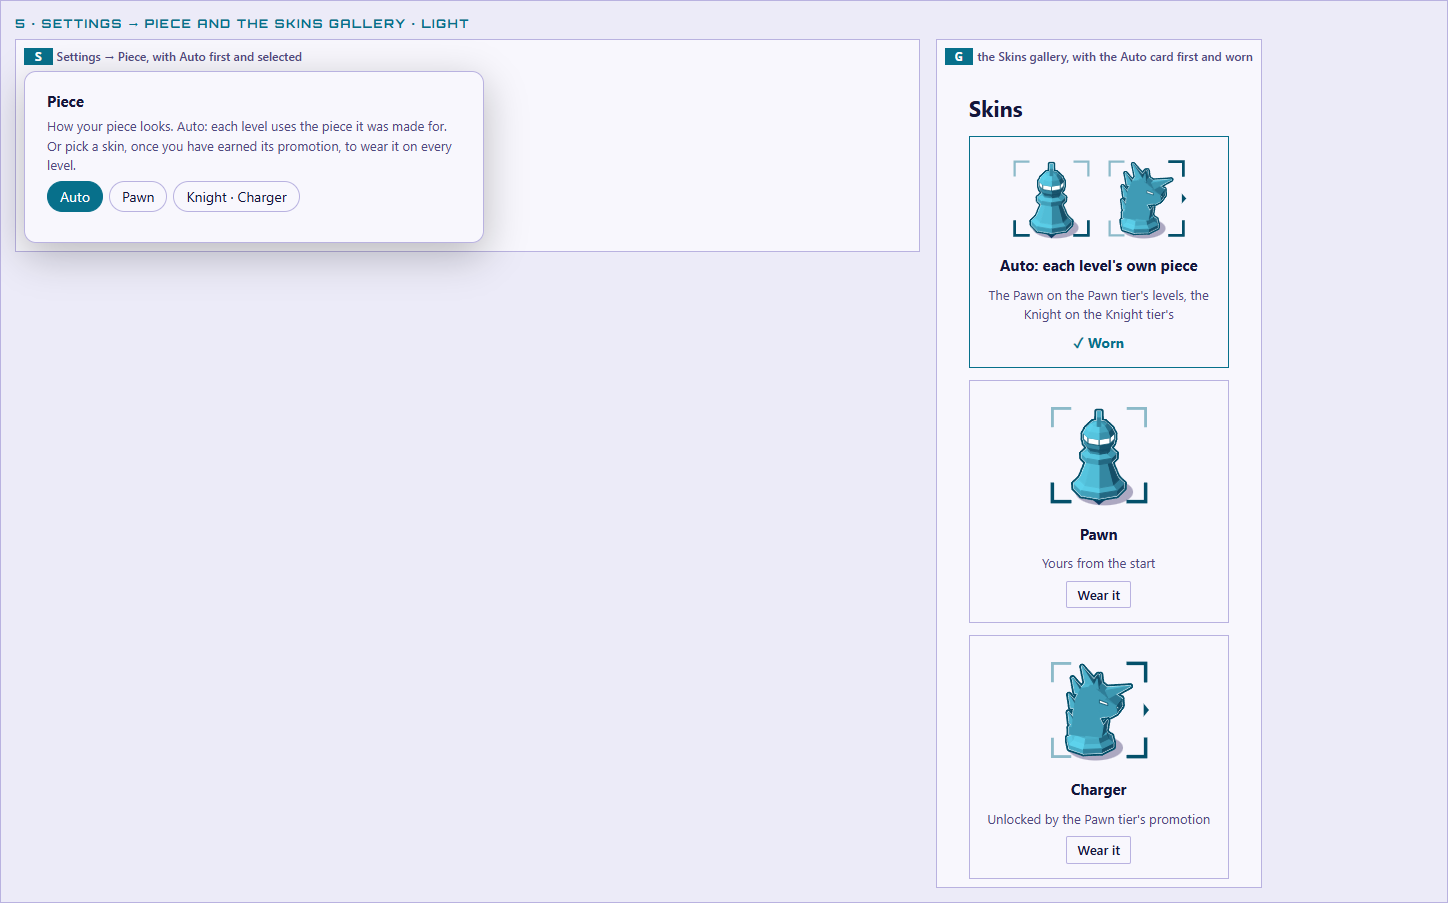 5 · SETTINGS → PIECE AND THE SKINS GALLERY · LIGHT
S Settings → Piece, with Auto first and selected
Piece
How your piece looks. Auto: each level uses the piece it was made for.
Or pick a skin, once you have earned its promotion, to wear it on every
level.
Auto
Pawn
Knight · Charger
G the Skins gallery, with the Auto card first and worn
Skins
Auto: each level's own piece
The Pawn on the Pawn tier's levels, the
Knight on the Knight tier's
✓ Worn
Pawn
Yours from the start
Wear it
Charger
Unlocked by the Pawn tier's promotion
Wear it